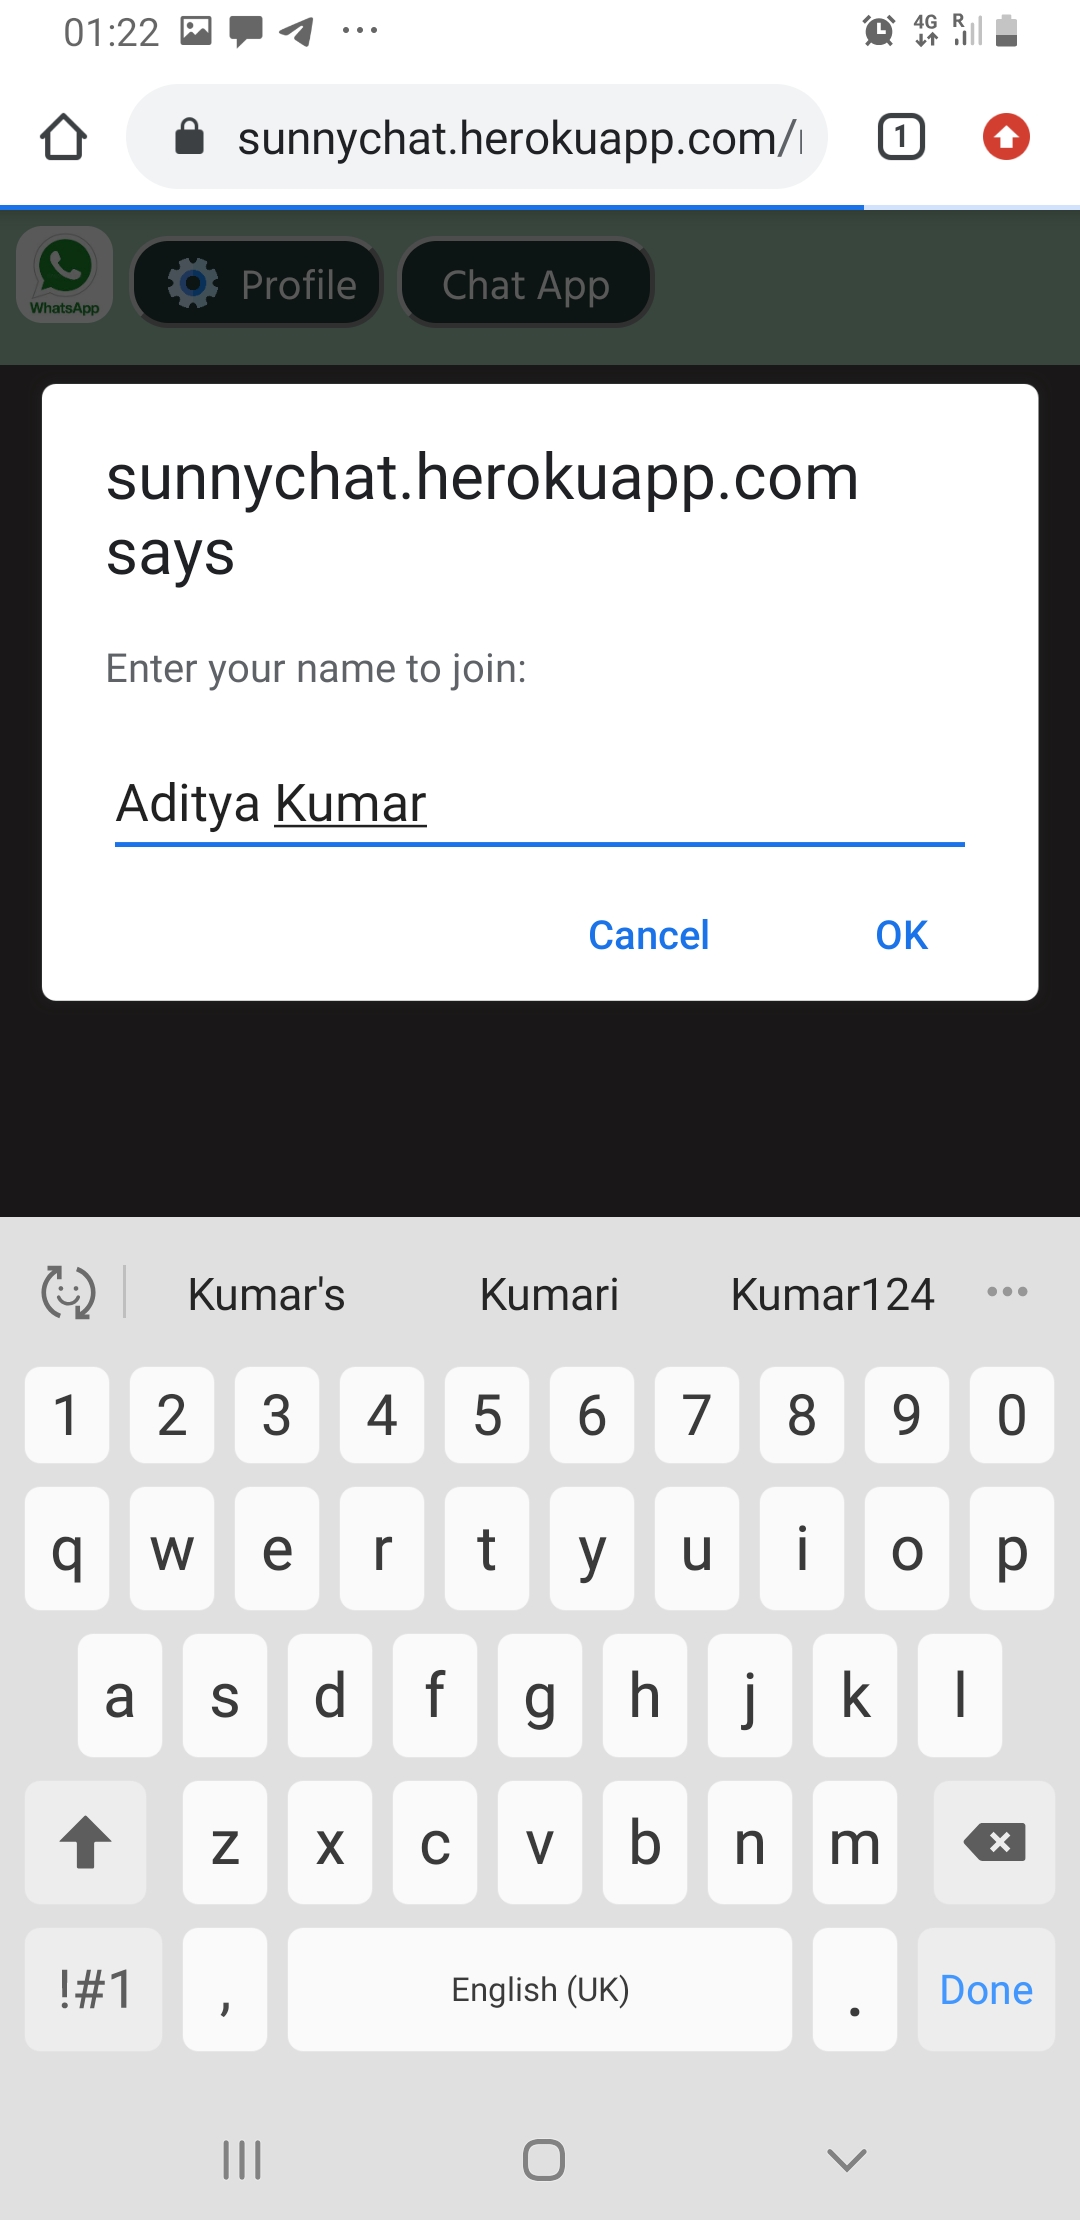 01:22
4G R
sunnychat.herokuapp.com/
1
WhatsApp
Profile
Chat App
sunnychat.herokuapp.com
says
Enter your name to join:
Aditya Kumar
Cancel OK
Kumar's Kumari Kumar124
1 2 3 4 5 6 7 8 9 0
q w e r t y u i o p
a s d f g h j k l
z x c v b n m
!#1 , English (UK) . Done